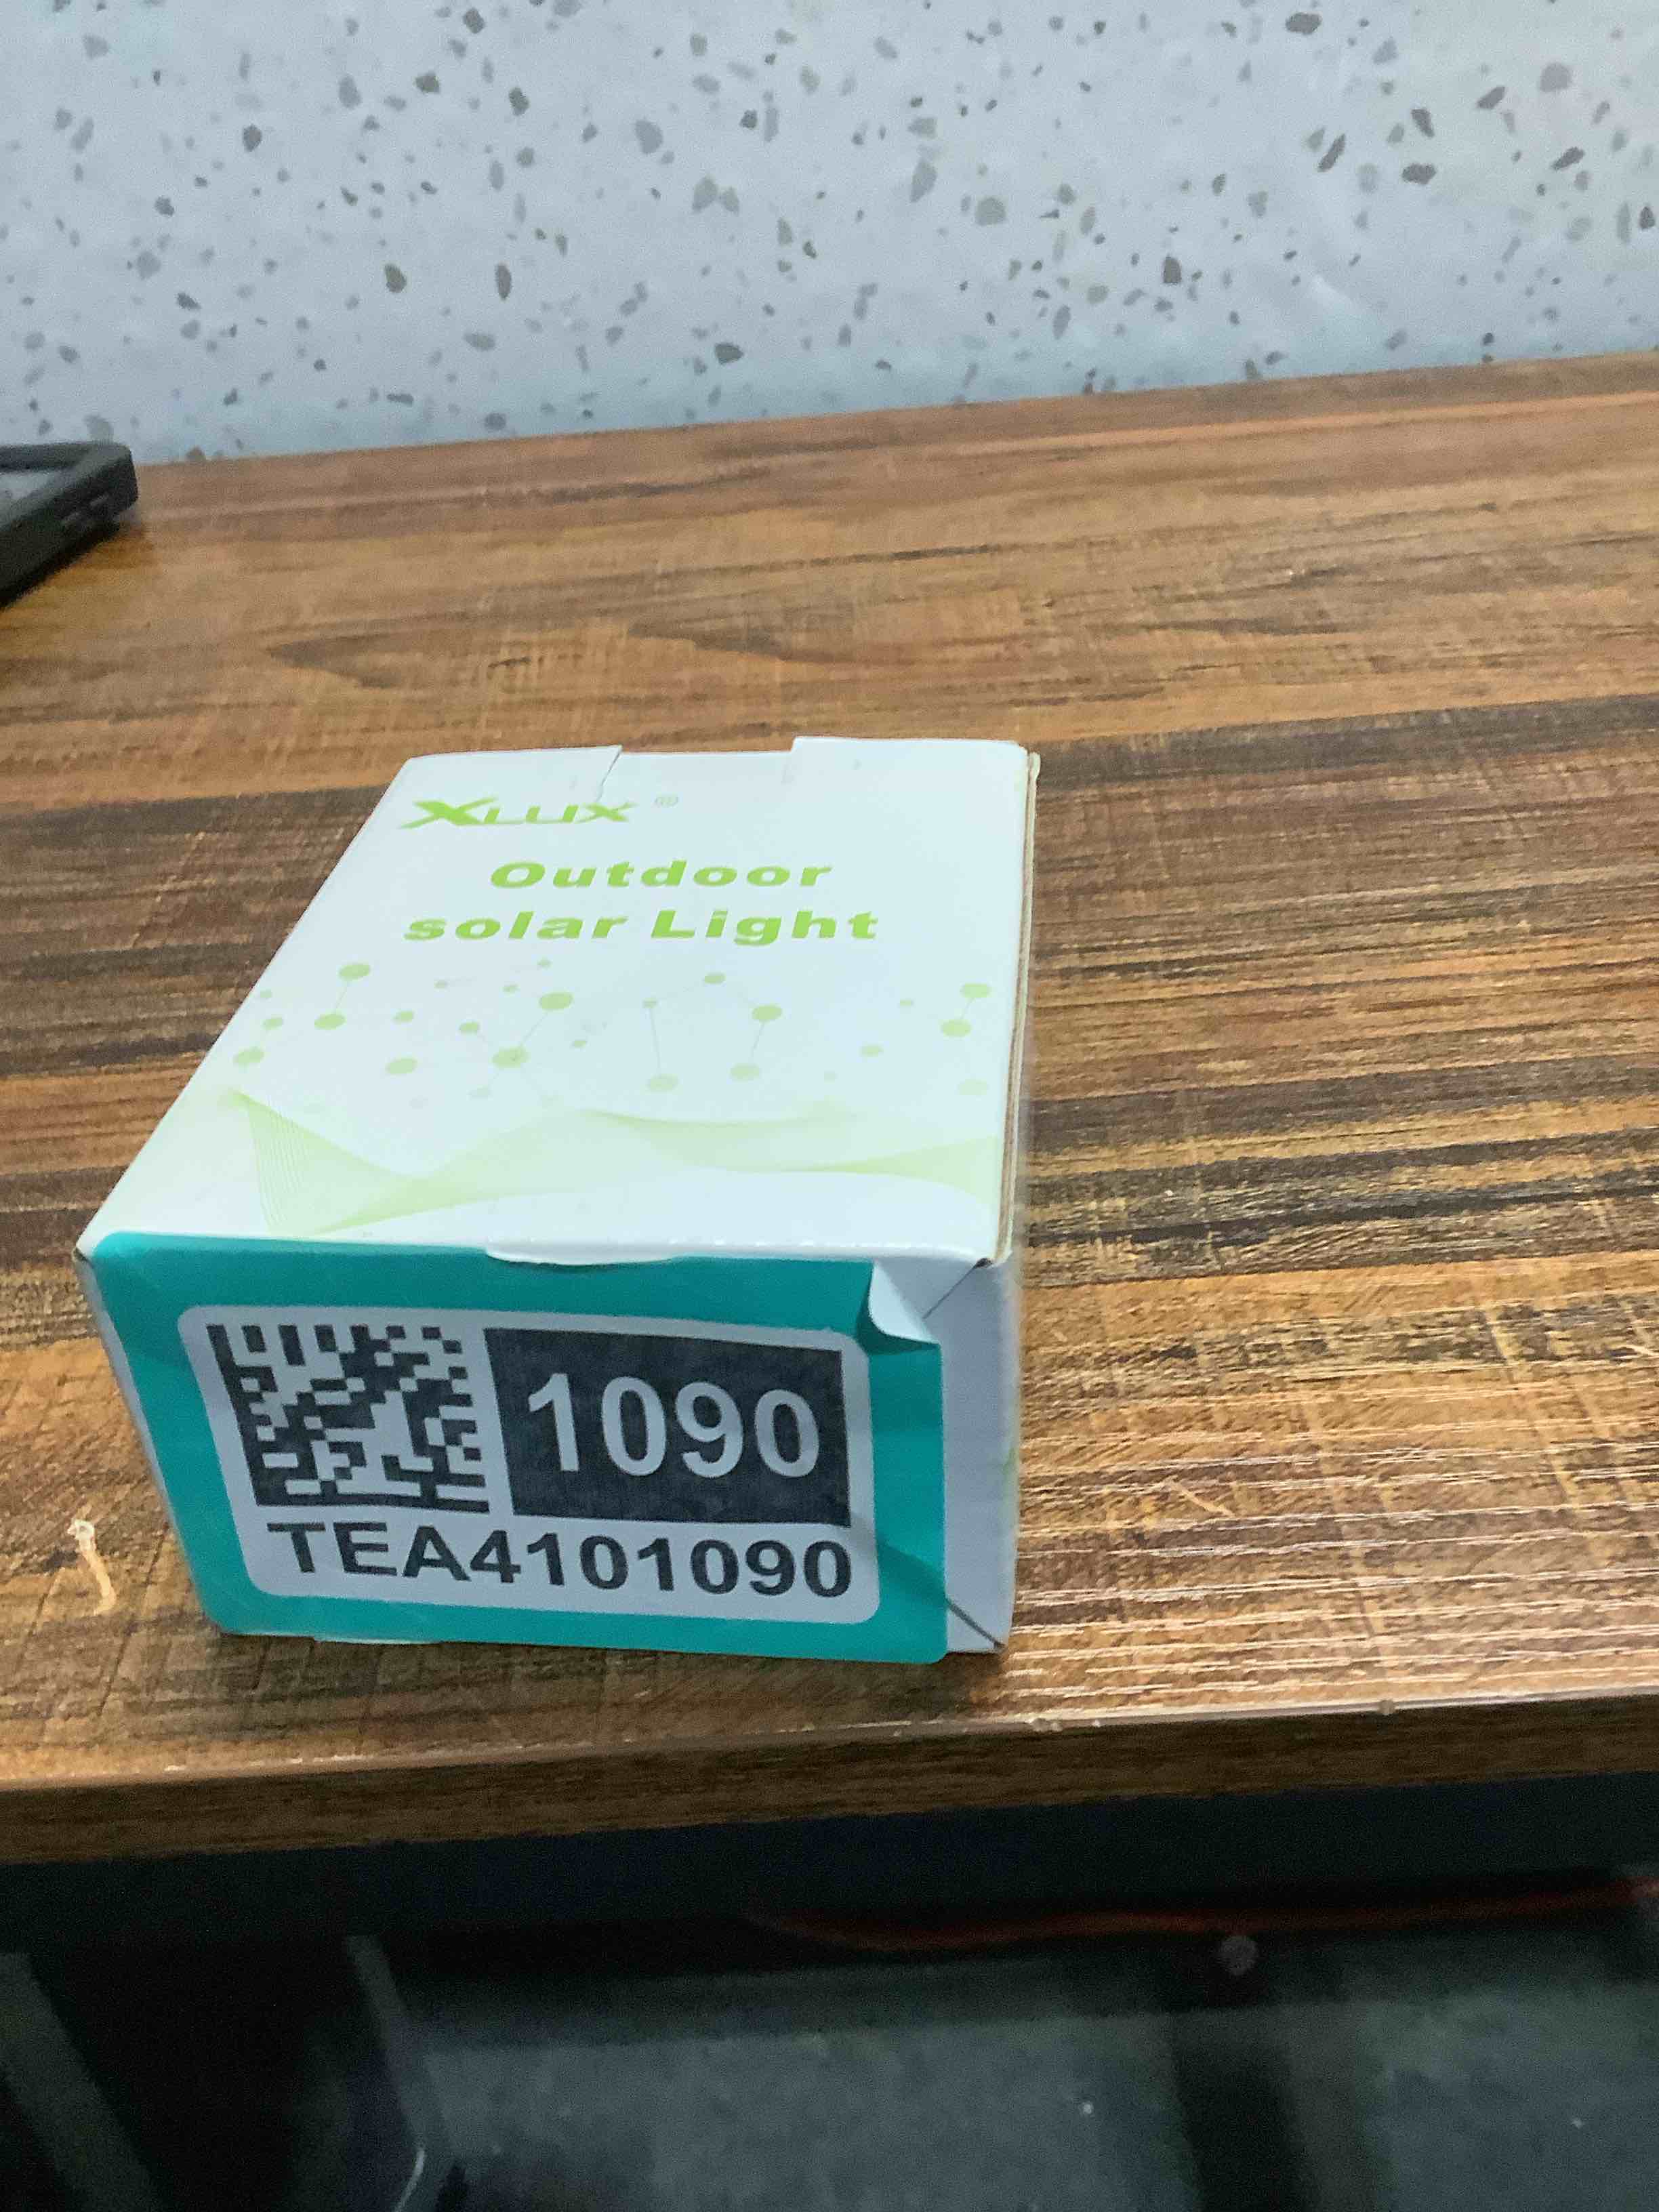 XLUX ®
Outdoor
solar Light
1090
TEA4101090